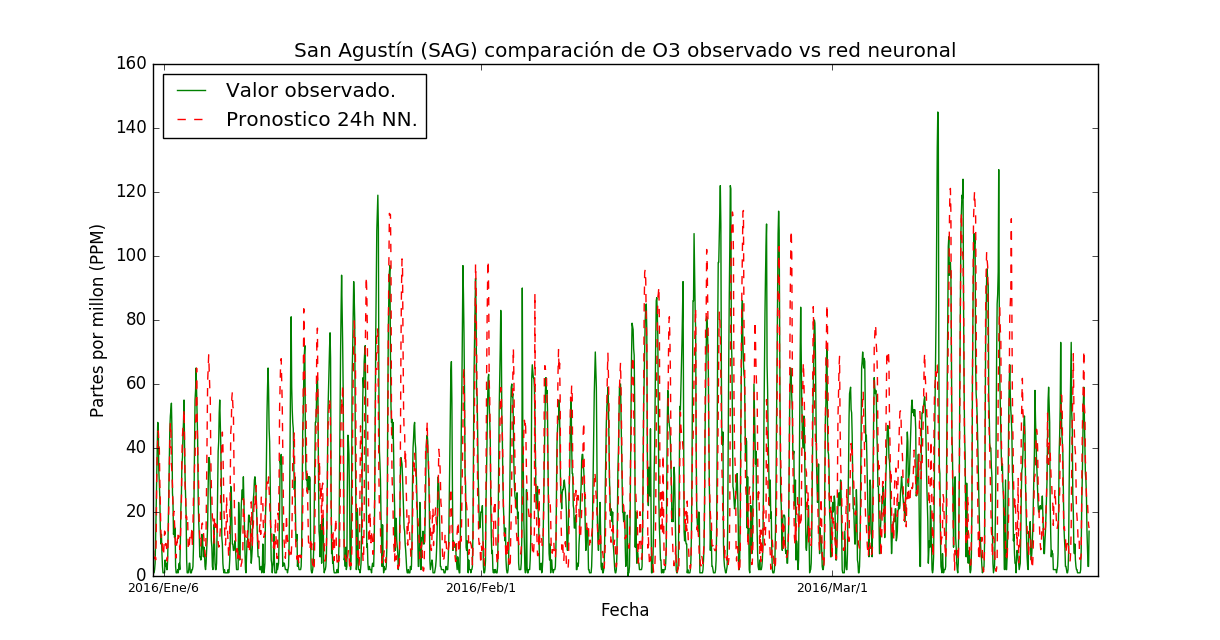 San Agustín (SAG) comparación de O3 observado vs red neuronal
160
140
120
100
80
60
40
20
0
Valor observado.
Pronostico 24h NN.
Partes por millon (PPM)
2016/Ene/6
2016/Feb/1
2016/Mar/1
Fecha